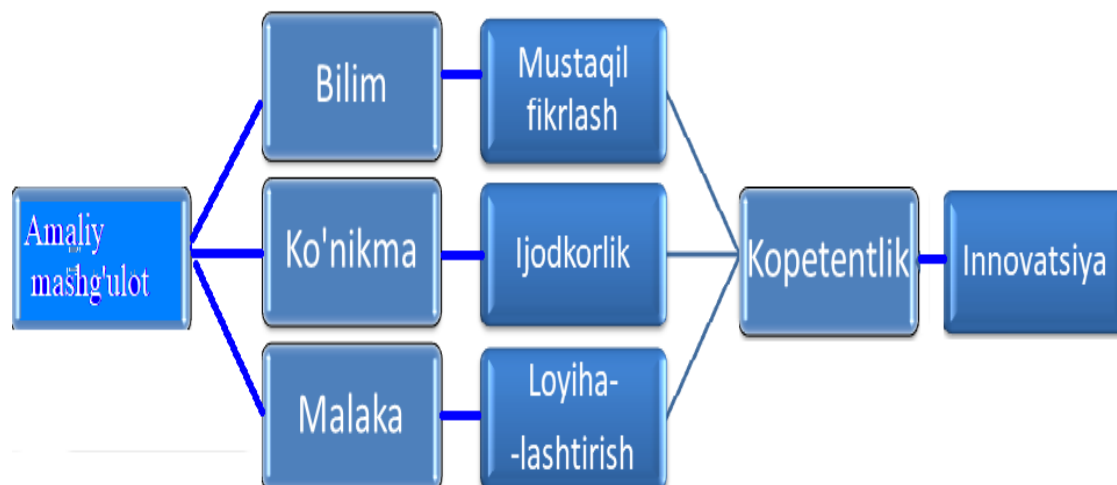 Amaliy
mashg'ulot
Bilim
Ko'nikma
Malaka
Mustaqil
fikrlash
Ijodkorlik
Loyiha-
-lashtirish
Kopetentlik
Innovatsiya